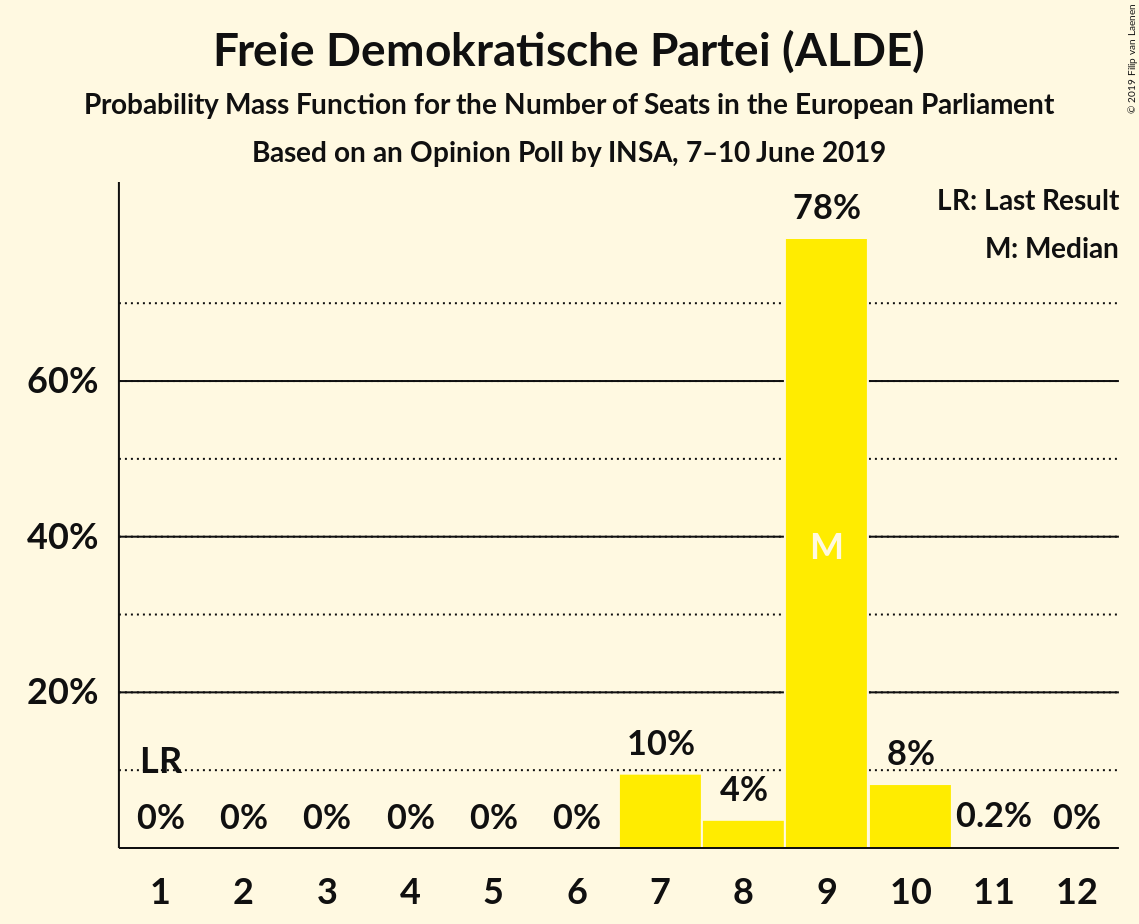 Freie Demokratische Partei (ALDE)
Probability Mass Function for the Number of Seats in the European Parliament
Based on an Opinion Poll by INSA, 7–10 June 2019
© 2019 Filip van Laenen
LR: Last Result
M: Median
78%
60%
40%
M
20%
LR
10%
8%
4%
0% 0% 0% 0% 0% 0% 0.2% 0%
1 2 3 4 5 6 7 8 9 10 11 12